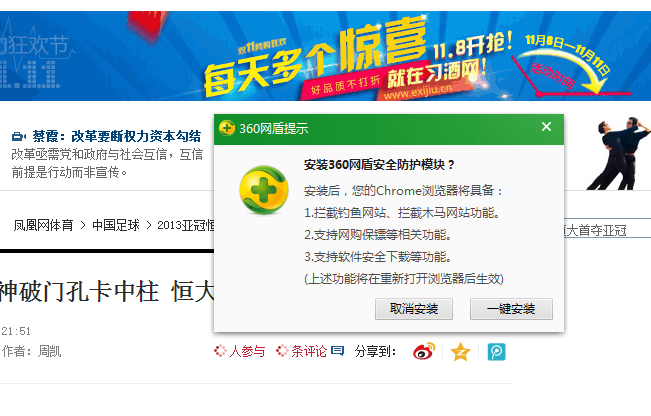 力狂欢节
1.11
双11网购狂欢
每天多个惊喜
11.8开抢!
好品质不打折
就在习酒网!
www.exijiu.cn
11月8日—11月11日
蔡霞：改革要断权力资本勾结
改革亟需党和政府与社会互信，互信
前提是行动而非宣传。
360网盾提示
安装360网盾安全防护模块？
安装后，您的Chrome浏览器将具备：
1.拦截钓鱼网站、拦截木马网站功能。
2.支持网购保镖等相关功能。
3.支持软件安全下载等功能。
(上述功能将在重新打开浏览器后生效)
取消安装
一键安装
凤凰网体育 > 中国足球 > 2013亚冠恒
大首夺亚冠
神破门孔卡中柱 恒大
21:51
作者：周凯
人参与
条评论
分享到：